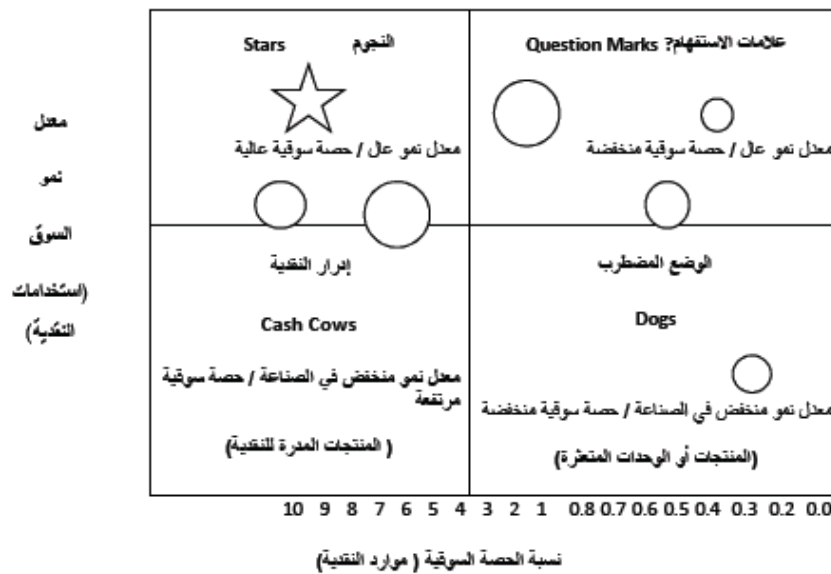 Stars النجوم
Question Marks ?علامات الاستفهام
معدل نمو عال / حصة سوقية عالية
معدل نمو عال / حصة سوقية منخفضة
معدل
نمو
السوق
(استخدامات
النقدية)
إدرار النقدية
Cash Cows
معدل نمو منخفض في الصناعة / حصة سوقية
مرتفعة
( المنتجات المدرة للنقدية)
الوضع المضطرب
Dogs
معدل نمو منخفض في الصناعة / حصة سوقية منخفضة
(المنتجات أو الوحدات المتعثرة)
10 9 8 7 6 5 4 3 2 1 0.8 0.7 0.6 0.5 0.4 0.3 0.2 0.0
نسبة الحصة السوقية ( موارد النقدية)